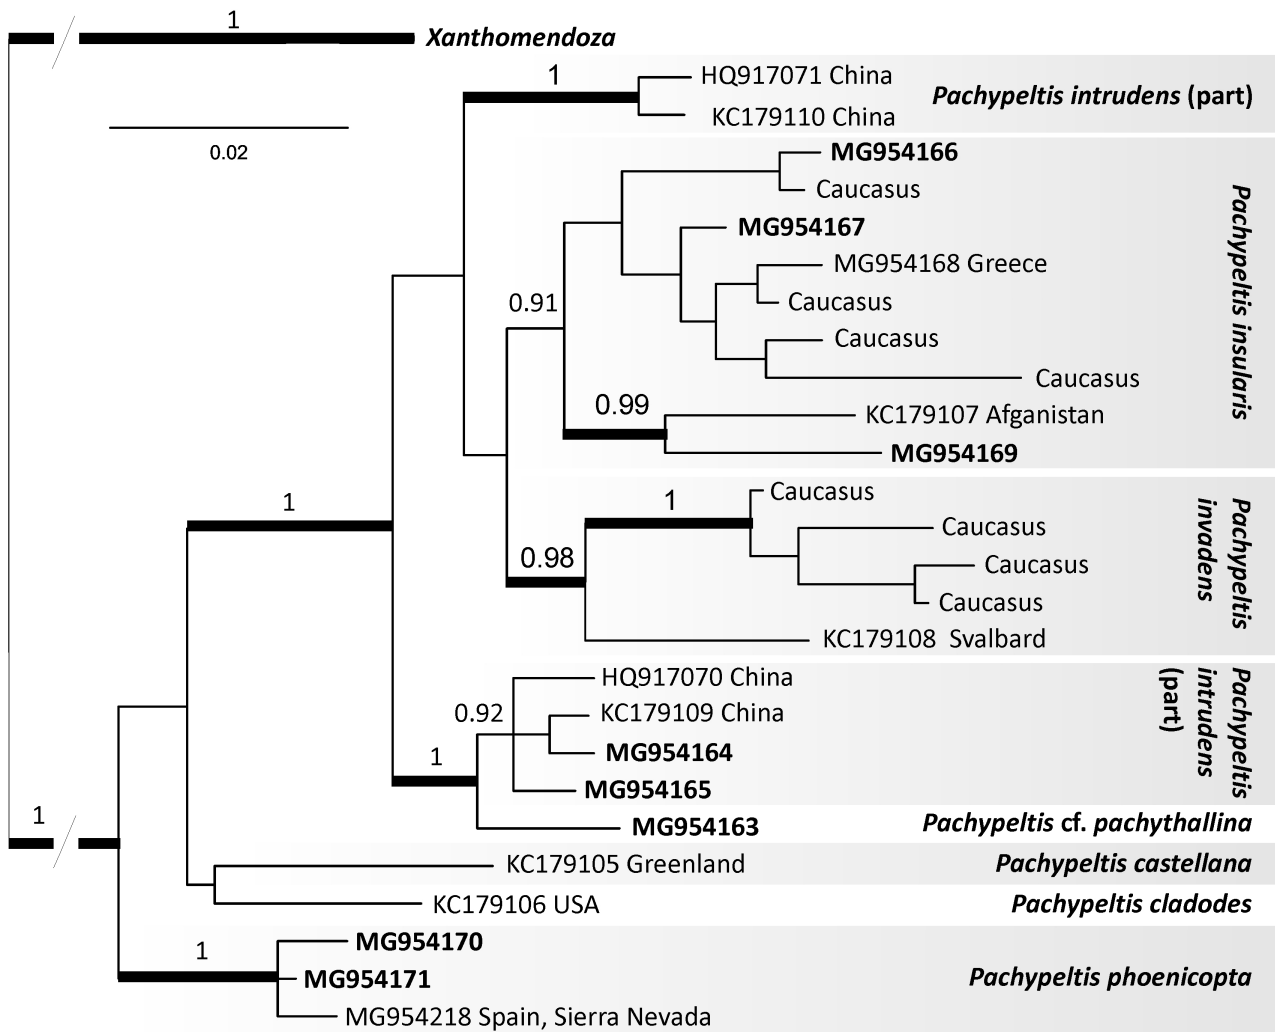 1
Xanthomendoza
0.02
1
HQ917071 China
KC179110 China
Pachypeltis intrudens (part)
MG954166
Caucasus
MG954167
MG954168 Greece
Caucasus
Caucasus
Caucasus
0.91
0.99
KC179107 Afganistan
MG954169
Pachypeltis insularis
1
Caucasus
Caucasus
Caucasus
Caucasus
0.98
KC179108 Svalbard
Pachypeltis
invadens
1
HQ917070 China
0.92
KC179109 China
MG954164
1
MG954165
Pachypeltis
intrudens
(part)
MG954163
Pachypeltis cf. pachythallina
1
KC179105 Greenland
Pachypeltis castellana
KC179106 USA
Pachypeltis cladodes
1
MG954170
MG954171
MG954218 Spain, Sierra Nevada
Pachypeltis phoenicopta